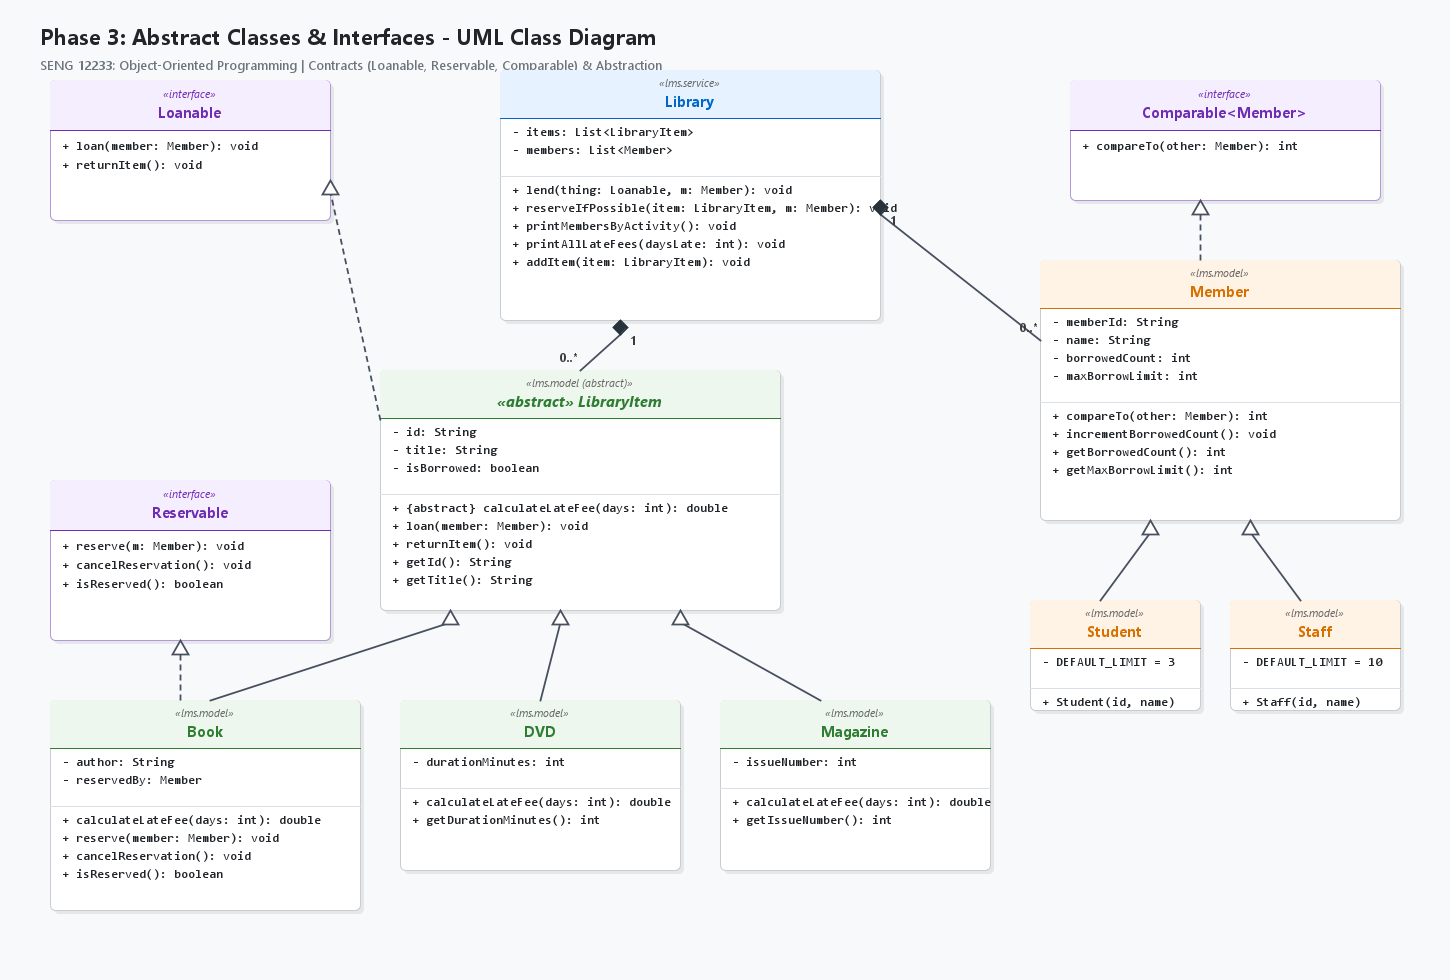 Phase 3: Abstract Classes & Interfaces - UML Class Diagram
SENG 12233: Object-Oriented Programming | Contracts (Loanable, Reservable, Comparable) & Abstraction
«interface»
Loanable
+ loan(member: Member): void
+ returnItem(): void
«lms.service»
Library
- items: List<LibraryItem>
- members: List<Member>
+ lend(thing: Loanable, m: Member): void
+ reserveIfPossible(item: LibraryItem, m: Member): void
+ printMembersByActivity(): void
+ printAllLateFees(daysLate: int): void
+ addItem(item: LibraryItem): void
«interface»
Comparable<Member>
+ compareTo(other: Member): int
1
0..*
1
0..*
«lms.model»
Member
- memberId: String
- name: String
- borrowedCount: int
- maxBorrowLimit: int
+ compareTo(other: Member): int
+ incrementBorrowedCount(): void
+ getBorrowedCount(): int
+ getMaxBorrowLimit(): int
«lms.model (abstract)»
«abstract» LibraryItem
- id: String
- title: String
- isBorrowed: boolean
+ {abstract} calculateLateFee(days: int): double
+ loan(member: Member): void
+ returnItem(): void
+ getId(): String
+ getTitle(): String
«interface»
Reservable
+ reserve(m: Member): void
+ cancelReservation(): void
+ isReserved(): boolean
«lms.model»
Student
- DEFAULT_LIMIT = 3
+ Student(id, name)
«lms.model»
Staff
- DEFAULT_LIMIT = 10
+ Staff(id, name)
«lms.model»
Book
- author: String
- reservedBy: Member
+ calculateLateFee(days: int): double
+ reserve(member: Member): void
+ cancelReservation(): void
+ isReserved(): boolean
«lms.model»
DVD
- durationMinutes: int
+ calculateLateFee(days: int): double
+ getDurationMinutes(): int
«lms.model»
Magazine
- issueNumber: int
+ calculateLateFee(days: int): double
+ getIssueNumber(): int